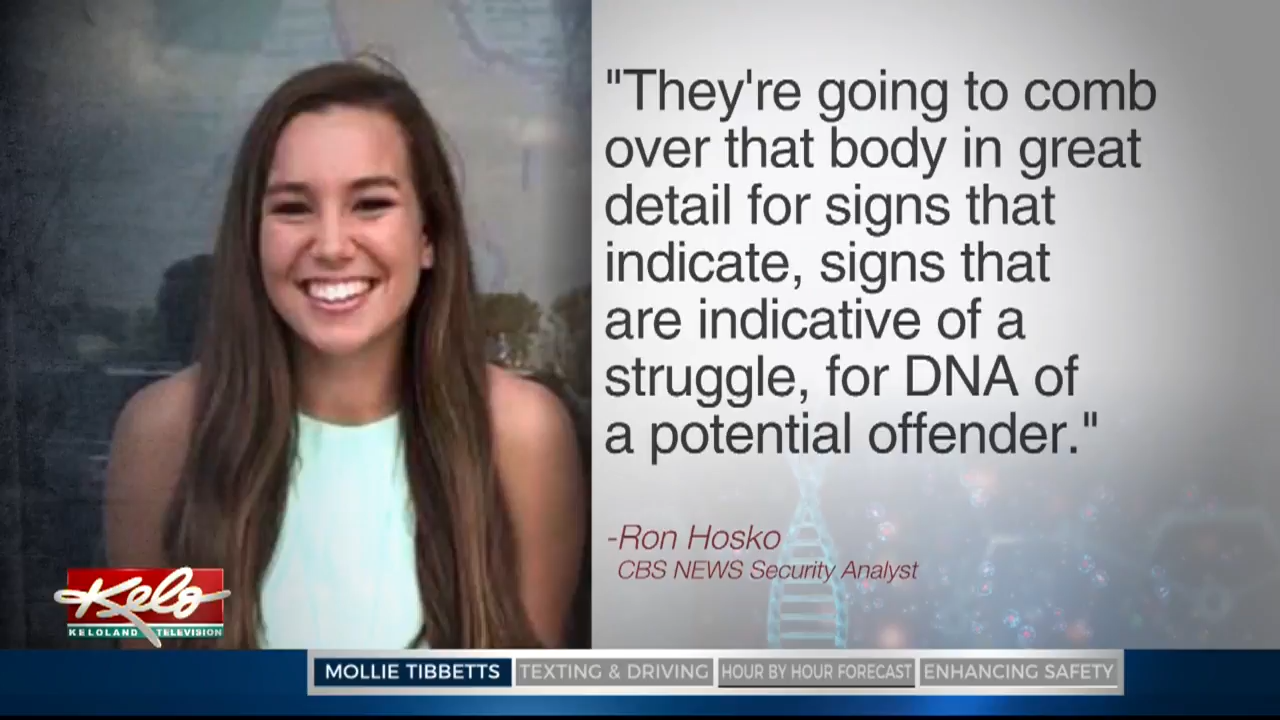 "They're going to comb
over that body in great
detail for signs that
indicate, signs that
are indicative of a
struggle, for DNA of
a potential offender."
-Ron Hosko
CBS NEWS Security Analyst
Kelo
KELOLAND TELEVISION
MOLLIE TIBBETTS TEXTING & DRIVING HOUR BY HOUR FORECAST ENHANCING SAFETY